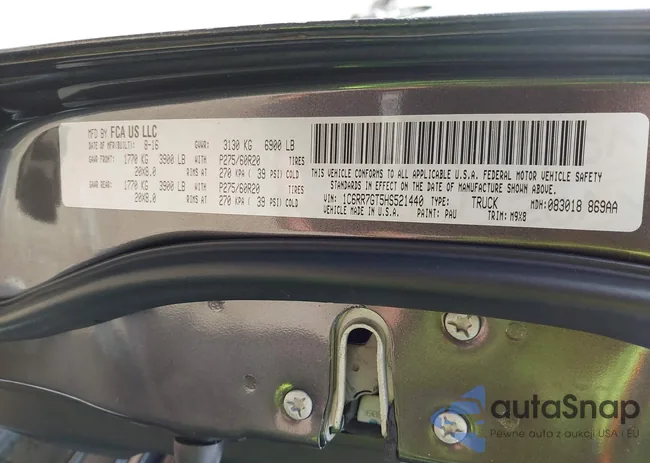 MFD BY FCA US LLC
DATE OF MFR/BUILT: 8-16 GVWR: 3130 KG 6900 LB
GAWR FRONT: 1770 KG 3900 LB WITH P275/60R20 TIRES
20X8.0 RIMS AT 270 KPA ( 39 PSI) COLD
GAWR REAR: 1770 KG 3900 LB WITH P275/60R20 TIRES
20X8.0 RIMS AT 270 KPA ( 39 PSI) COLD
THIS VEHICLE CONFORMS TO ALL APPLICABLE U.S.A. FEDERAL MOTOR VEHICLE SAFETY
STANDARDS IN EFFECT ON THE DATE OF MANUFACTURE SHOWN ABOVE.
VIN: 1C6RR7GT5HS521440 TYPE: TRUCK MDH: 083018 869AA
VEHICLE MADE IN U.S.A. PAINT: PAU TRIM: M9X8
autaSnap
Pewne auta z aukcji USA i EU